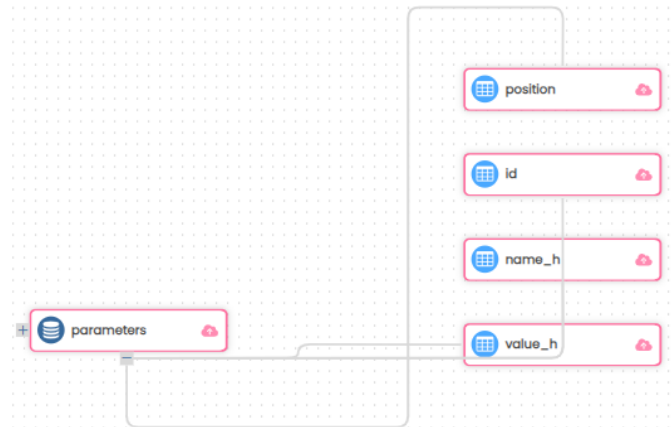 position
id
name_h
parameters
value_h